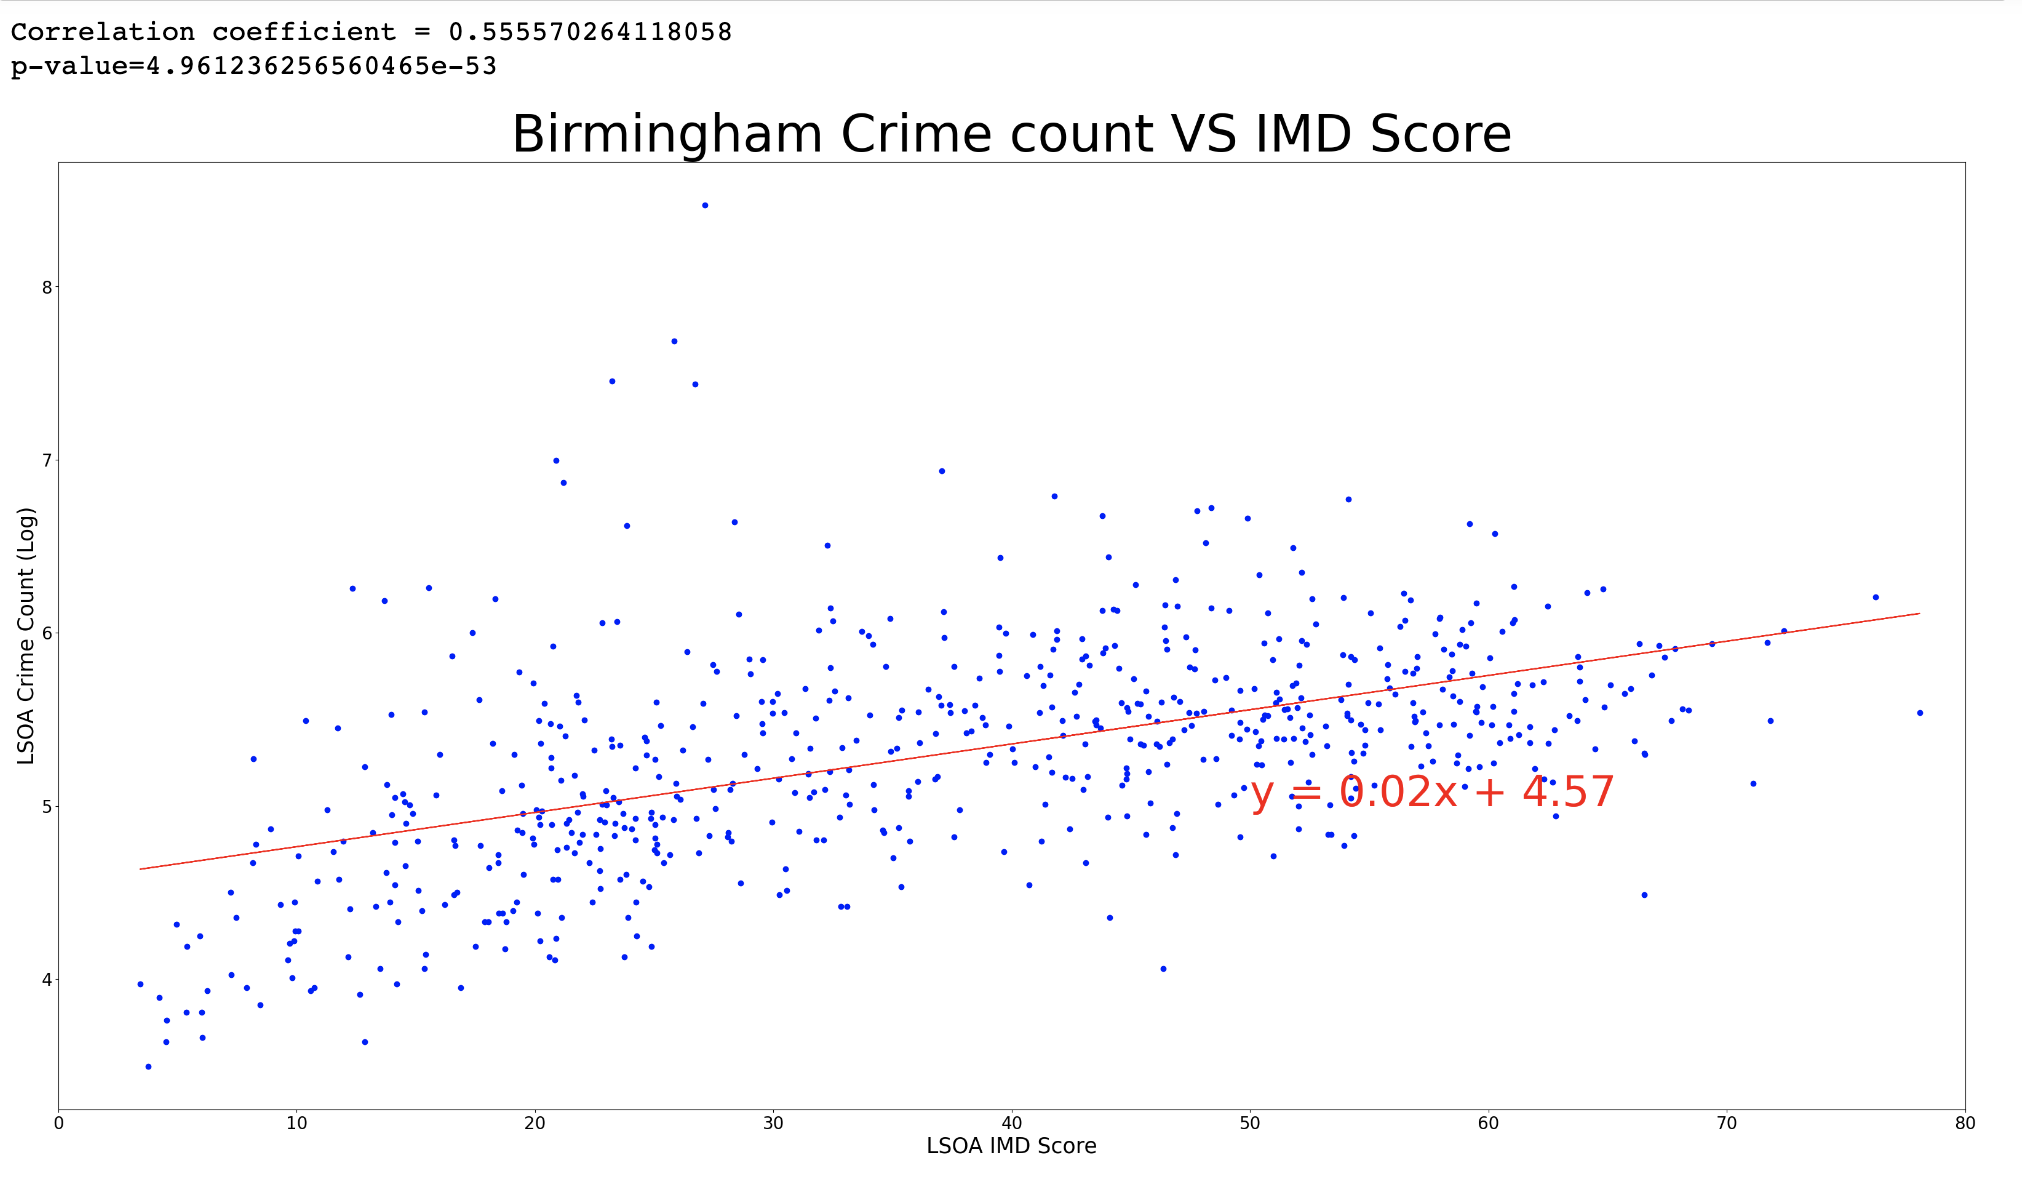 Correlation coefficient = 0.555570264118058
p-value=4.961236256560465e-53
Birmingham Crime count VS IMD Score
8
7
6
5
4
LSOA Crime Count (Log)
y = 0.02x + 4.57
0 10 20 30 40 50 60 70 80
LSOA IMD Score